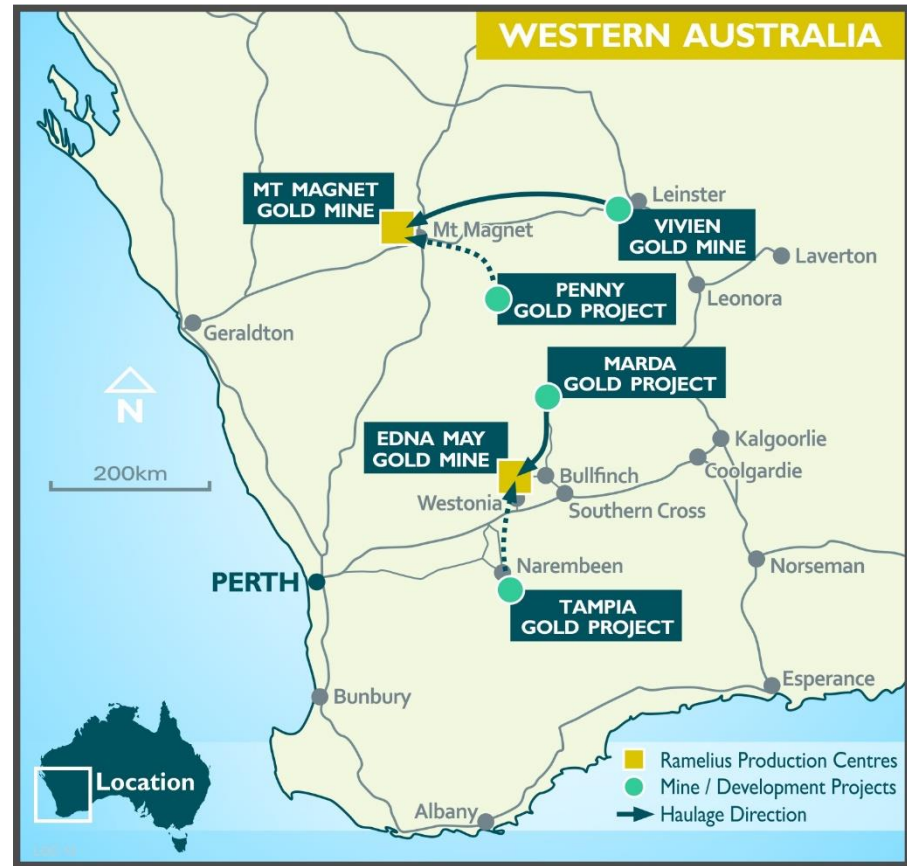 WESTERN AUSTRALIA
MT MAGNET
GOLD MINE
Leinster
Mt Magnet
VIVIEN
GOLD MINE
Laverton
PENNY
GOLD PROJECT
Leonora
Geraldton
MARDA
GOLD PROJECT
N
EDNA MAY
GOLD MINE
Kalgoorlie
Coolgardie
200km
Bullfinch
Westonia
Southern Cross
PERTH
Narembeen
Norseman
TAMPIA
GOLD PROJECT
Esperance
Bunbury
Location
Ramelius Production Centres
Mine / Development Projects
Haulage Direction
Albany